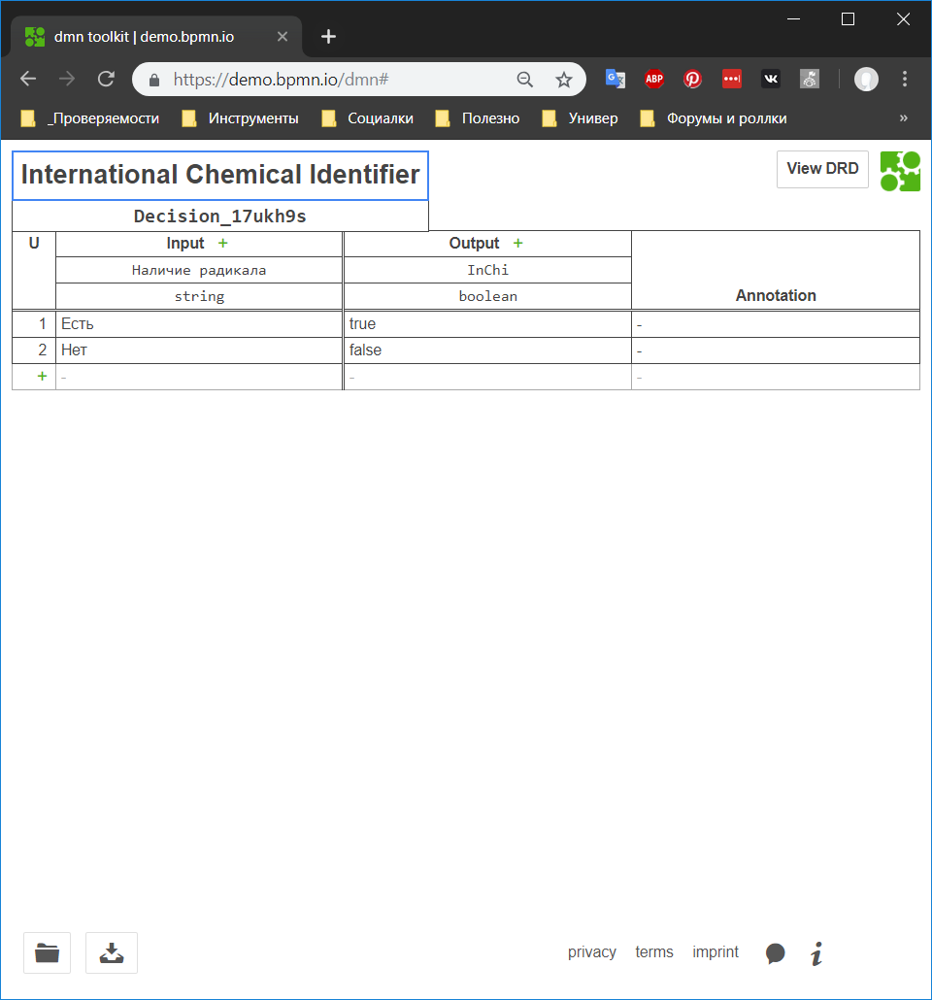 dmn toolkit | demo.bpmn.io
https://demo.bpmn.io/dmn#
ABP
_Проверяемости Инструменты Социалки Полезно Универ Форумы и роллки »
International Chemical Identifier
View DRD
Decision_17ukh9s
U Input + Output +
Наличие радикала InChi
string boolean Annotation
1 Есть true -
2 Нет false -
+ - - -
privacy terms imprint